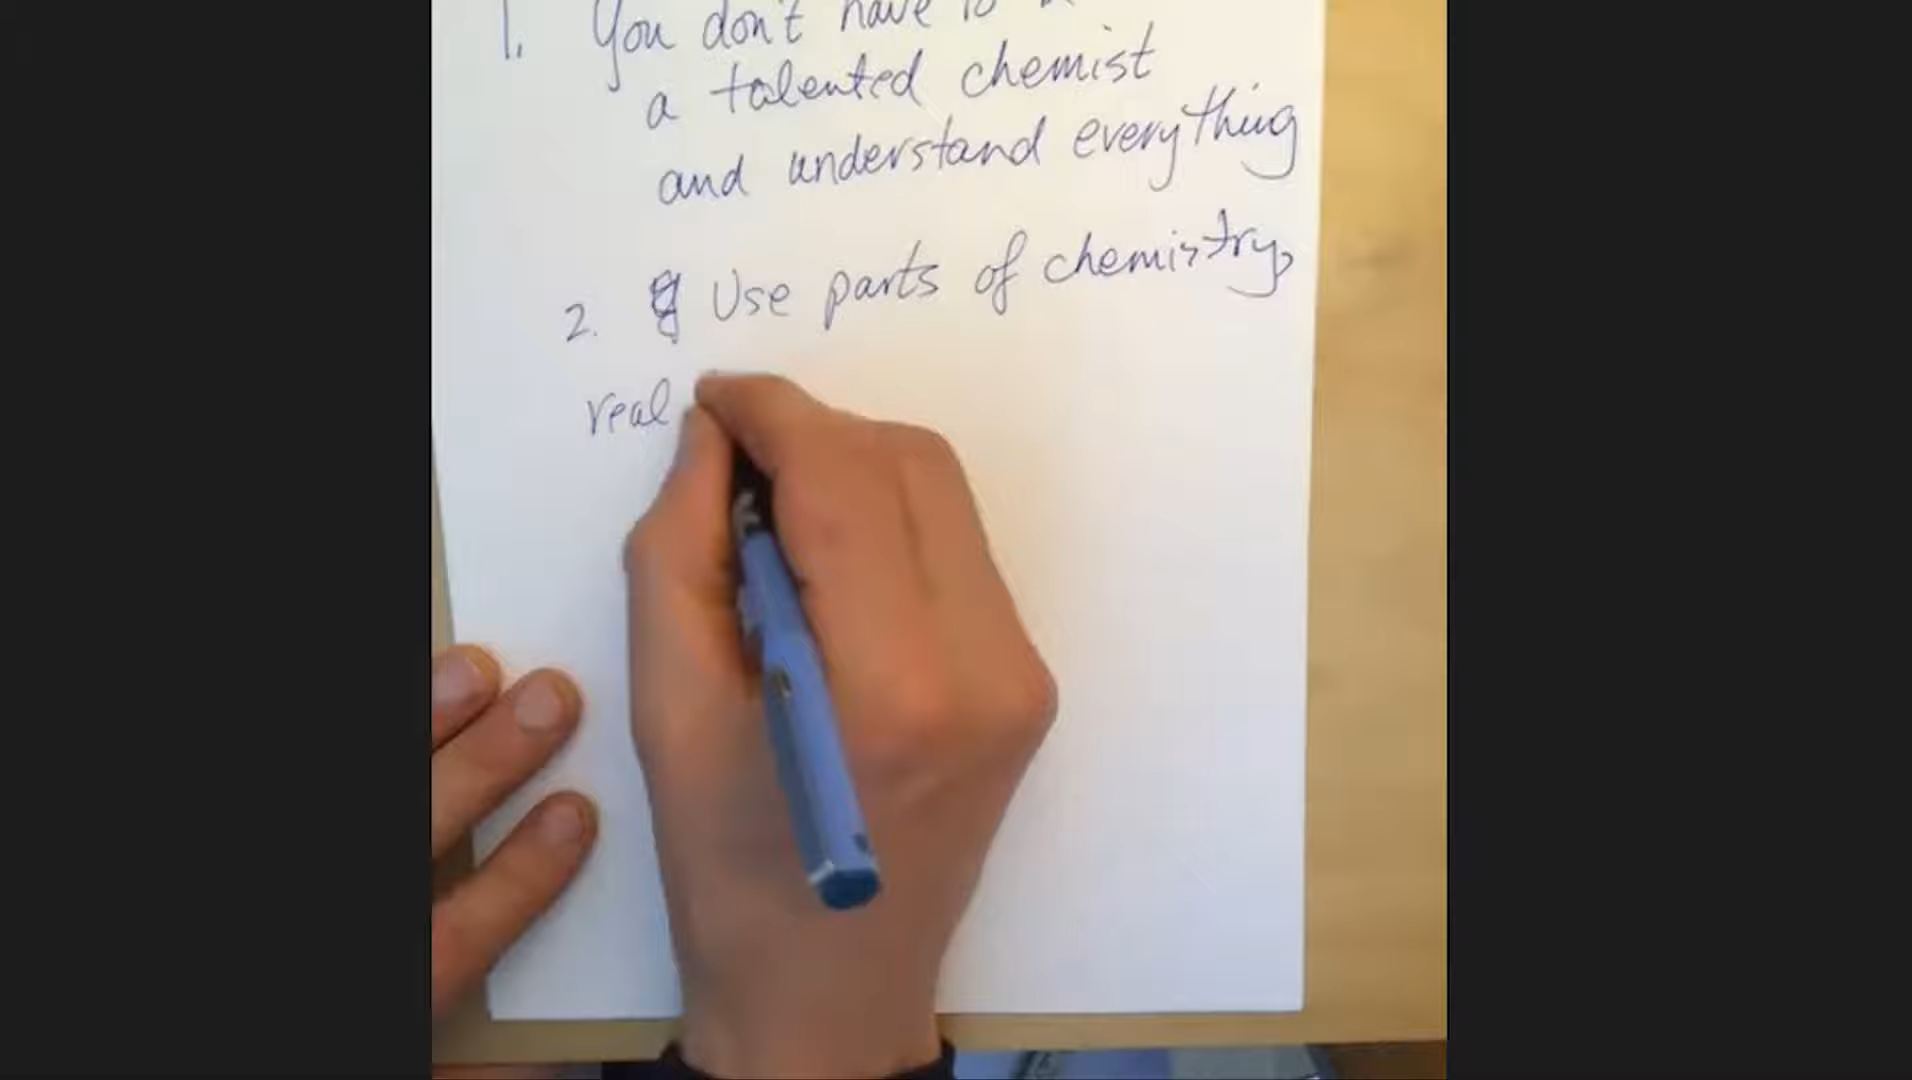 1. You don't have to
a talented chemist
and understand everything
2. Use parts of chemistry,
real